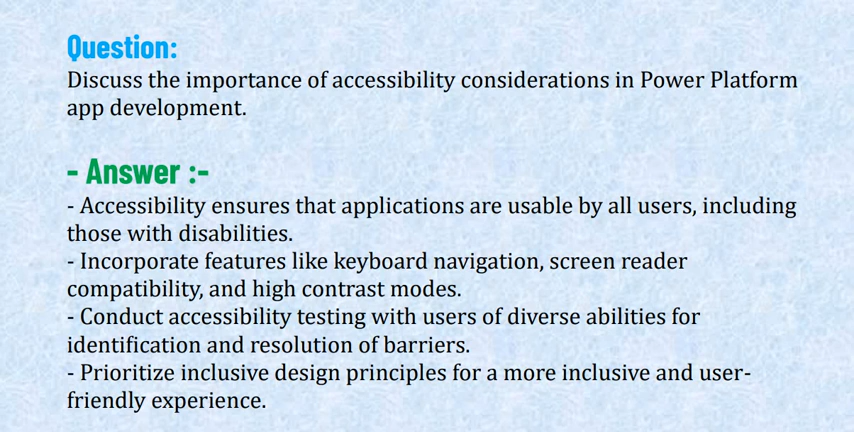 Question:
Discuss the importance of accessibility considerations in Power Platform
app development.
- Answer :-
- Accessibility ensures that applications are usable by all users, including
those with disabilities.
- Incorporate features like keyboard navigation, screen reader
compatibility, and high contrast modes.
- Conduct accessibility testing with users of diverse abilities for
identification and resolution of barriers.
- Prioritize inclusive design principles for a more inclusive and user-
friendly experience.